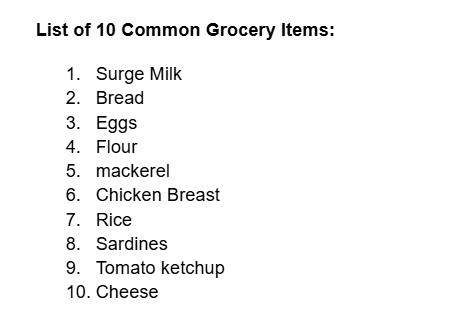 List of 10 Common Grocery Items:
1. Surge Milk
2. Bread
3. Eggs
4. Flour
5. mackerel
6. Chicken Breast
7. Rice
8. Sardines
9. Tomato ketchup
10. Cheese